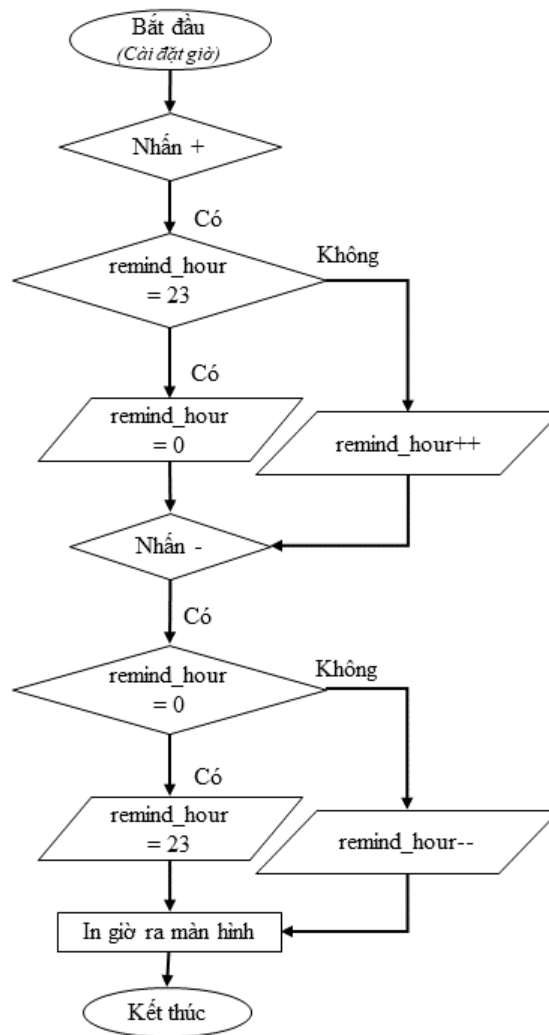 Bắt đầu
(Cài đặt giờ)
Nhấn +
Có
remind_hour
= 23
Không
Có
remind_hour
= 0
remind_hour++
Nhấn -
Có
remind_hour
= 0
Không
Có
remind_hour
= 23
remind_hour--
In giờ ra màn hình
Kết thúc